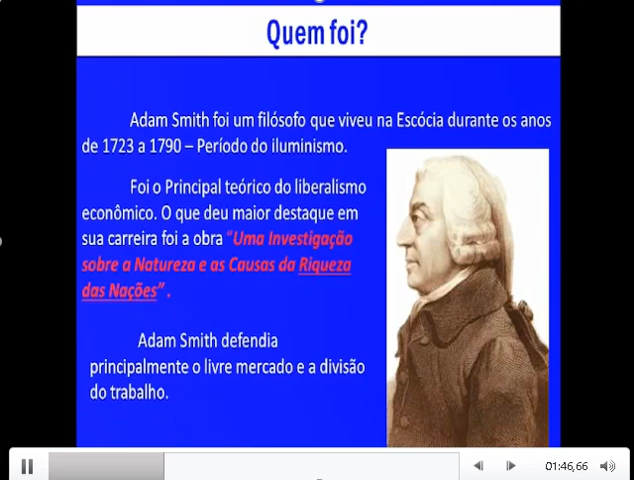 Quem foi?
Adam Smith foi um filósofo que viveu na Escócia durante os anos
de 1723 a 1790 – Período do iluminismo.
Foi o Principal teórico do liberalismo
econômico. O que deu maior destaque em
sua carreira foi a obra “Uma Investigação
sobre a Natureza e as Causas da Riqueza
das Nações” .
Adam Smith defendia
principalmente o livre mercado e a divisão
do trabalho.
01:46,66